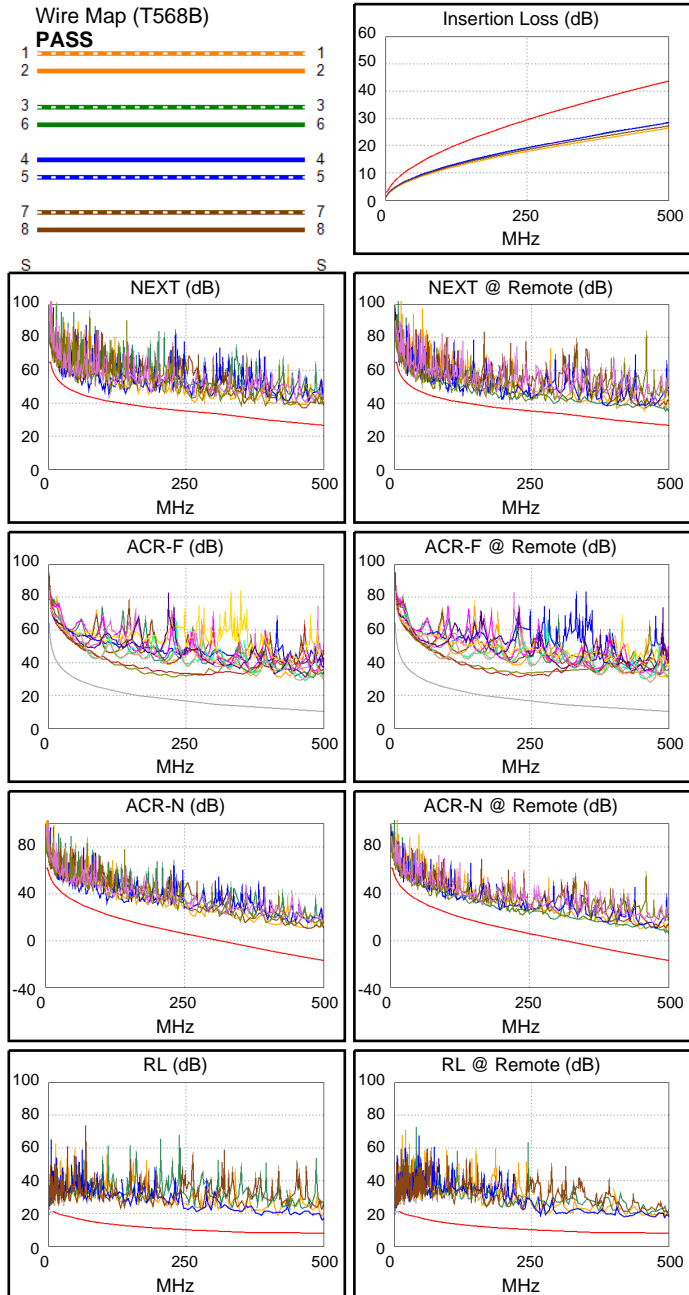 Wire Map (T568B)
PASS
1 1
2 2
3 3
6 6
4 4
5 5
7 7
8 8
S S
Insertion Loss (dB)
60
50
40
30
20
10
0
250 500
MHz
NEXT (dB)
100
80
60
40
20
0
0 250 500
MHz
NEXT @ Remote (dB)
100
80
60
40
20
0
0 250 500
MHz
ACR-F (dB)
100
80
60
40
20
0
0 250 500
MHz
ACR-F @ Remote (dB)
100
80
60
40
20
0
0 250 500
MHz
ACR-N (dB)
80
40
0
-40
0 250 500
MHz
ACR-N @ Remote (dB)
80
40
0
-40
0 250 500
MHz
RL (dB)
100
80
60
40
20
0
0 250 500
MHz
RL @ Remote (dB)
100
80
60
40
20
0
0 250 500
MHz